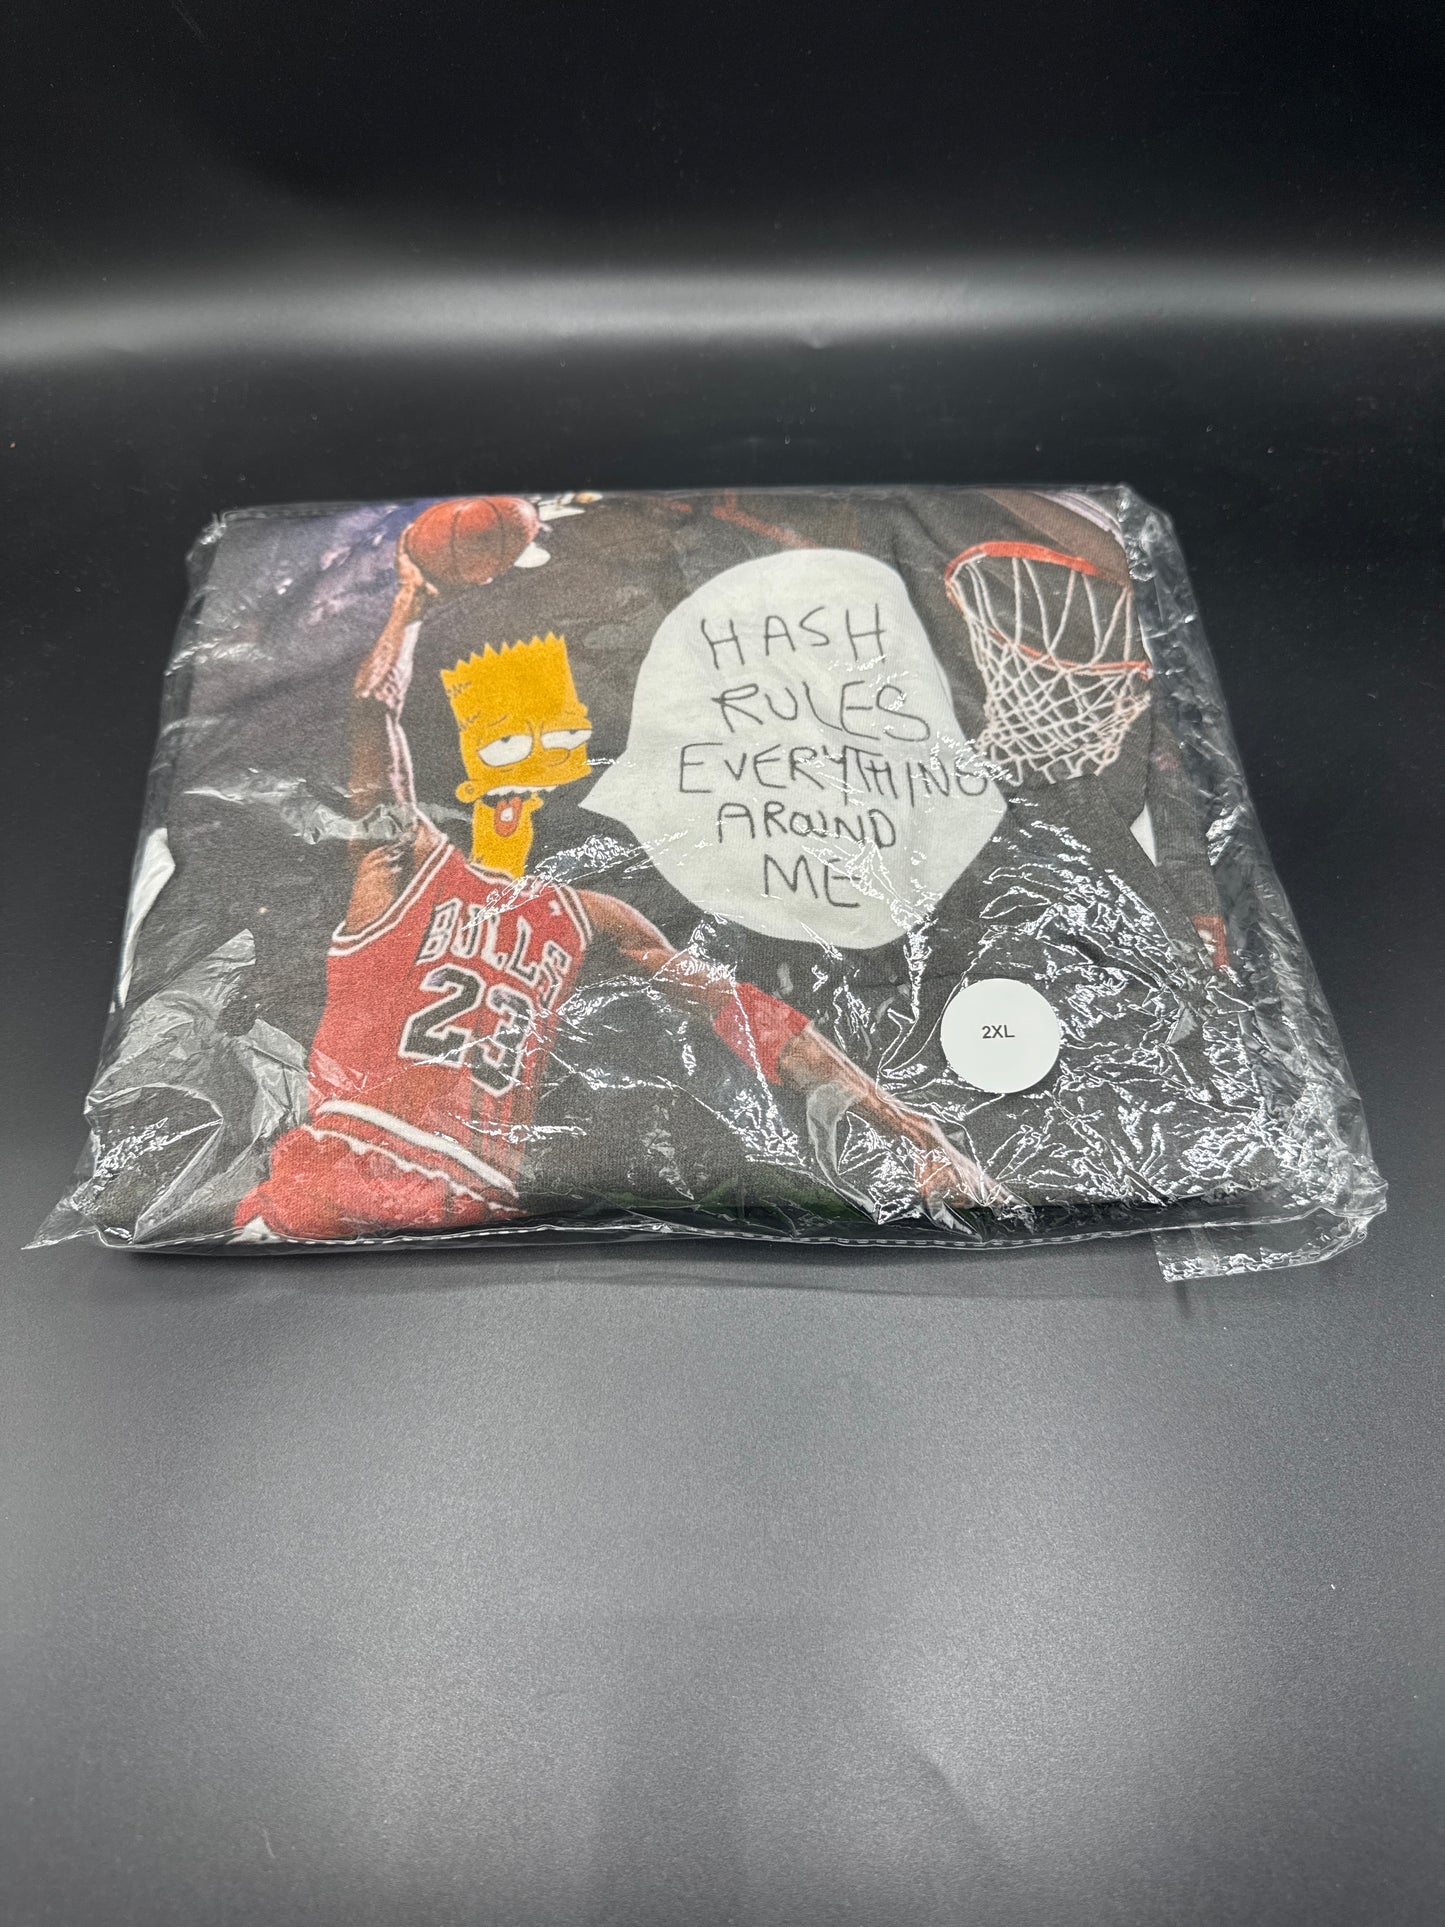 HASH
RULES
EVERYTHING
AROUND
ME
BULLS
23
2XL